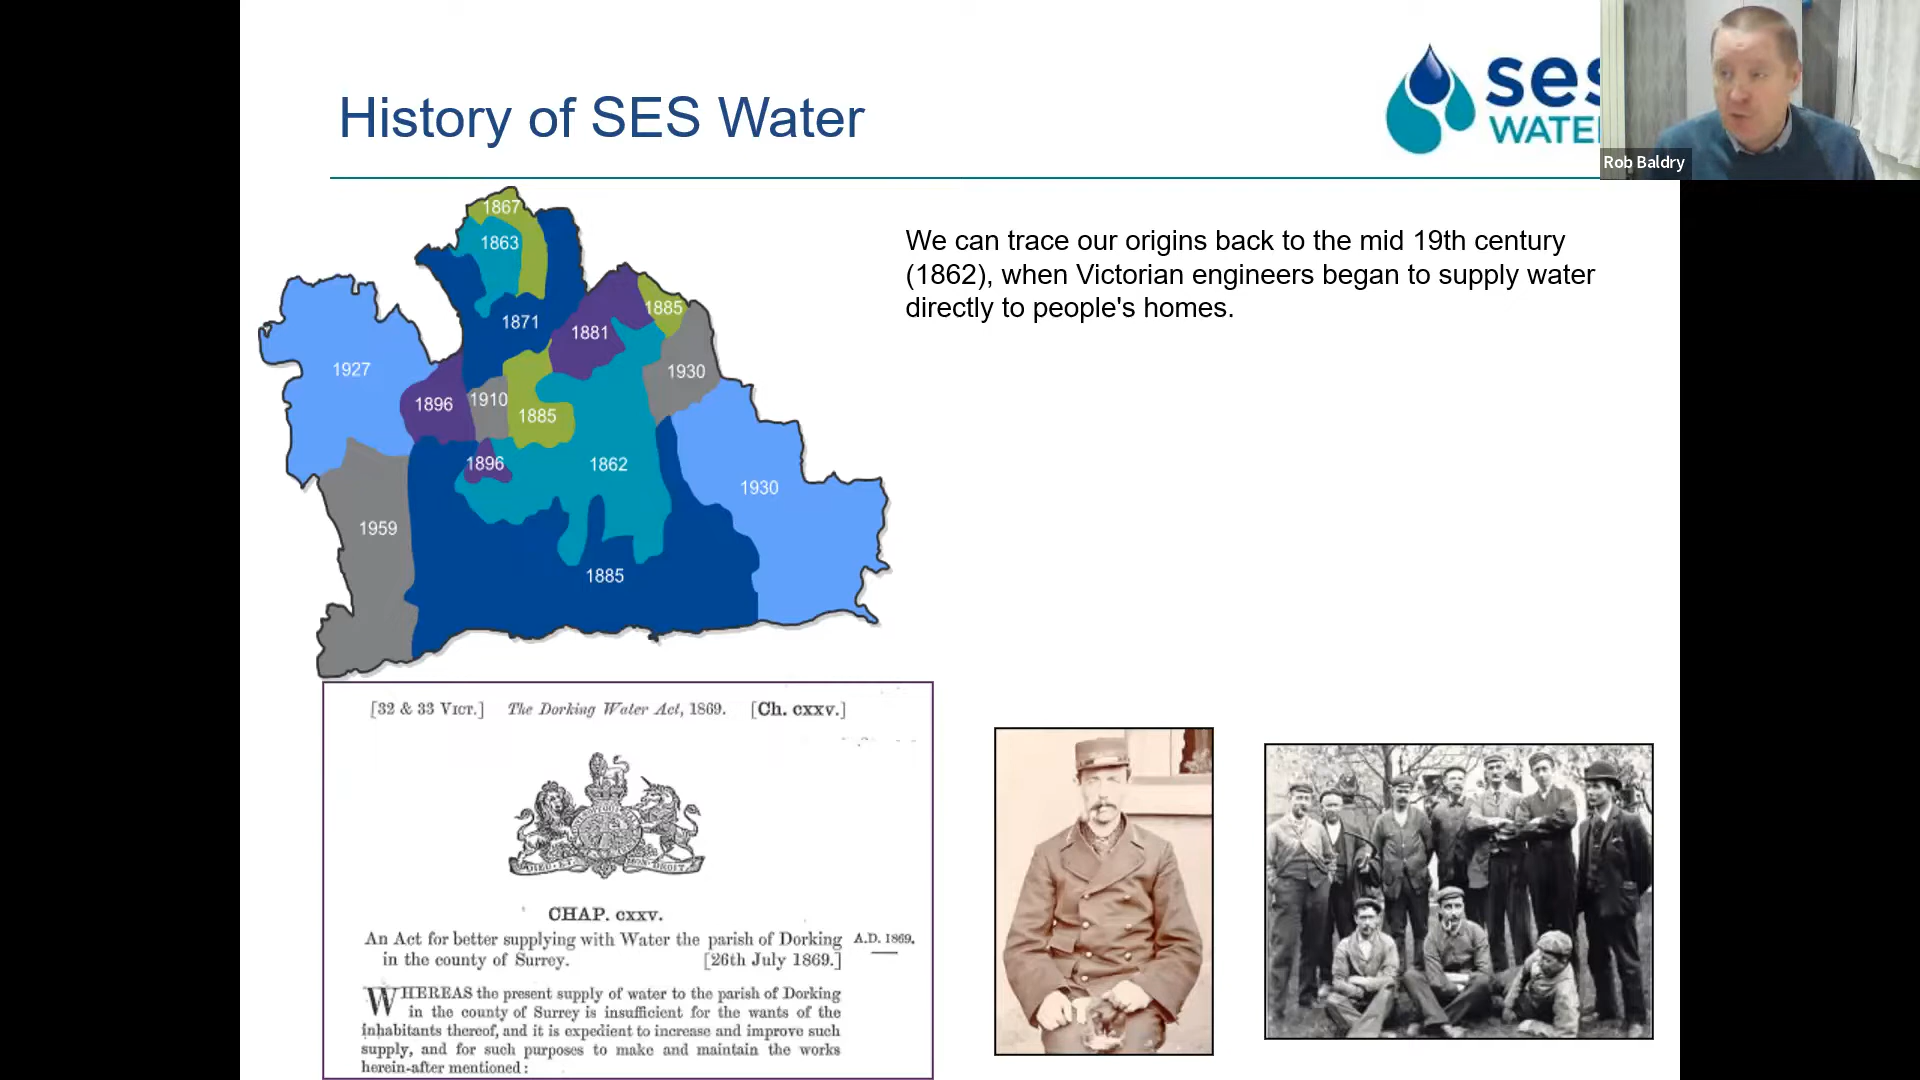 History of SES Water
ses
WATE
Rob Baldry
1867
1863
1871
1881
1885
1927
1896
1910
1885
1930
1896
1862
1930
1959
1885
We can trace our origins back to the mid 19th century
(1862), when Victorian engineers began to supply water
directly to people's homes.
[32 & 33 VICT.] The Dorking Water Act, 1869. [Ch. cxxv.]
DIEU ET MON DROIT
CHAP. cxxv.
An Act for better supplying with Water the parish of Dorking A.D. 1869.
in the county of Surrey. [26th July 1869.]
WHEREAS the present supply of water to the parish of Dorking
in the county of Surrey is insufficient for the wants of the
inhabitants thereof, and it is expedient to increase and improve such
supply, and for such purposes to make and maintain the works
herein-after mentioned: